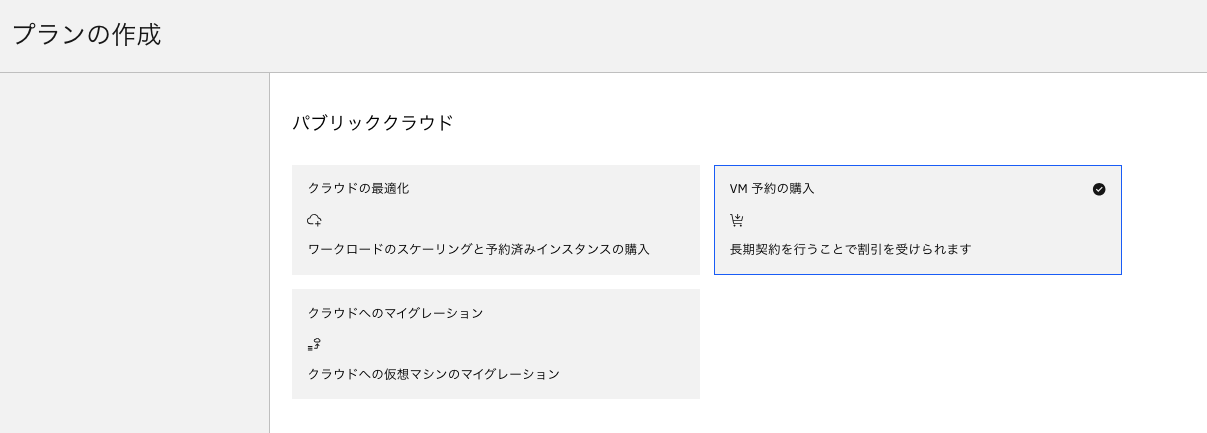 プランの作成
パブリッククラウド
クラウドの最適化
ワークロードのスケーリングと予約済みインスタンスの購入
VM 予約の購入
長期契約を行うことで割引を受けられます
クラウドへのマイグレーション
クラウドへの仮想マシンのマイグレーション